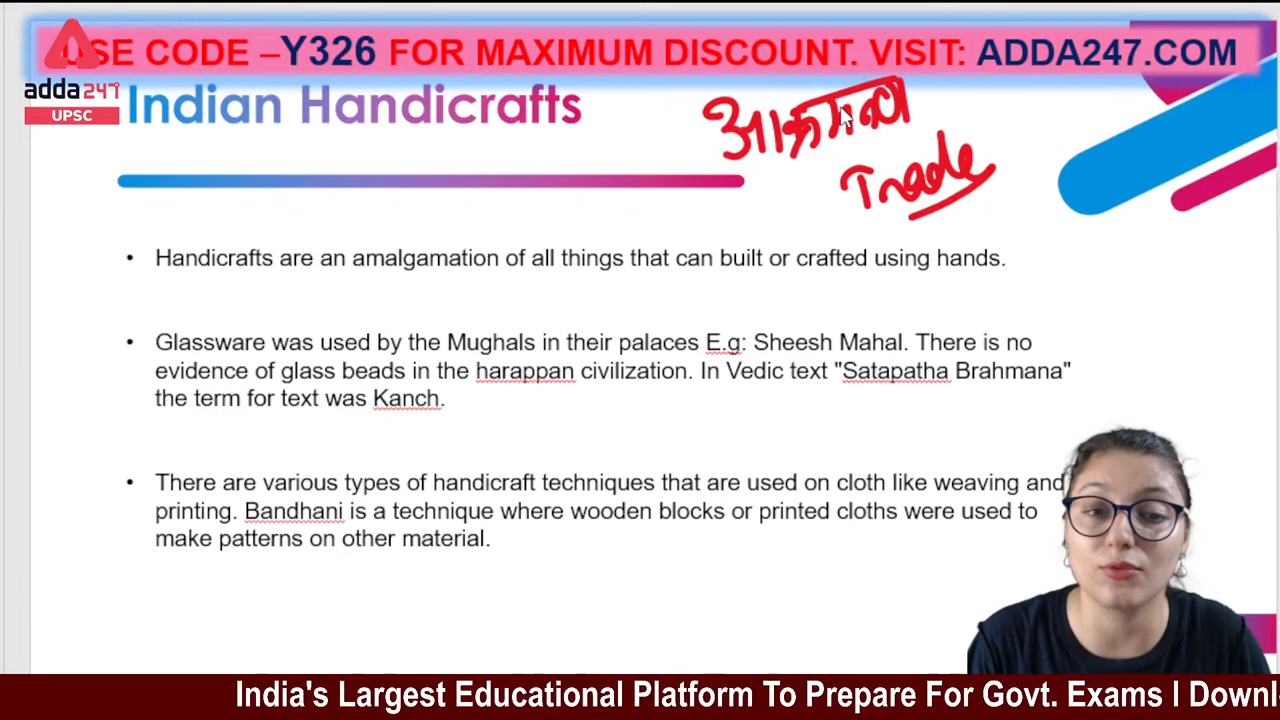 USE CODE –Y326 FOR MAXIMUM DISCOUNT. VISIT: ADDA247.COM
adda247
UPSC
Indian Handicrafts
Trade
• Handicrafts are an amalgamation of all things that can built or crafted using hands.
• Glassware was used by the Mughals in their palaces E.g: Sheesh Mahal. There is no
evidence of glass beads in the harappan civilization. In Vedic text "Satapatha Brahmana"
the term for text was Kanch.
• There are various types of handicraft techniques that are used on cloth like weaving and
printing. Bandhani is a technique where wooden blocks or printed cloths were used to
make patterns on other material.
India's Largest Educational Platform To Prepare For Govt. Exams I Downl